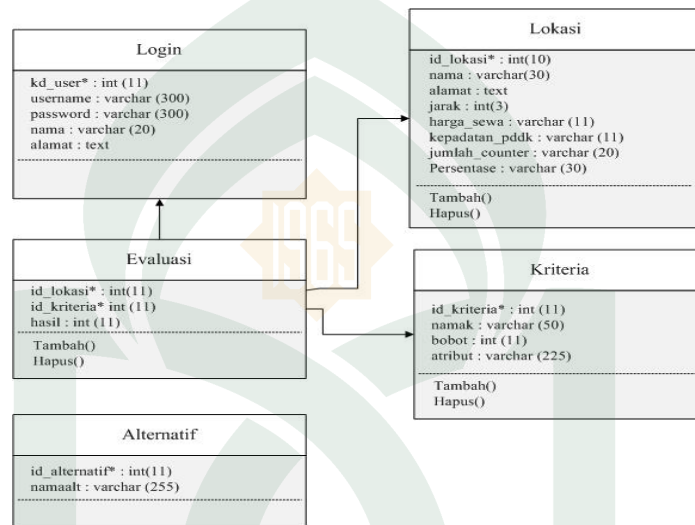 Login
kd_user* : int (11)
username : varchar (300)
password : varchar (300)
nama : varchar (20)
alamat : text
Lokasi
id_lokasi* : int(10)
nama : varchar(30)
alamat : text
jarak : int(3)
harga_sewa : varchar (11)
kepadatan_pddk : varchar (11)
jumlah_counter : varchar (20)
Persentase : varchar (30)
Tambah()
Hapus()
Evaluasi
id_lokasi* : int(11)
id_kriteria* int (11)
hasil : int (11)
Tambah()
Hapus()
Kriteria
id_kriteria* : int (11)
namak : varchar (50)
bobot : int (11)
atribut : varchar (225)
Tambah()
Hapus()
Alternatif
id_alternatif* : int(11)
namaalt : varchar (255)
1969